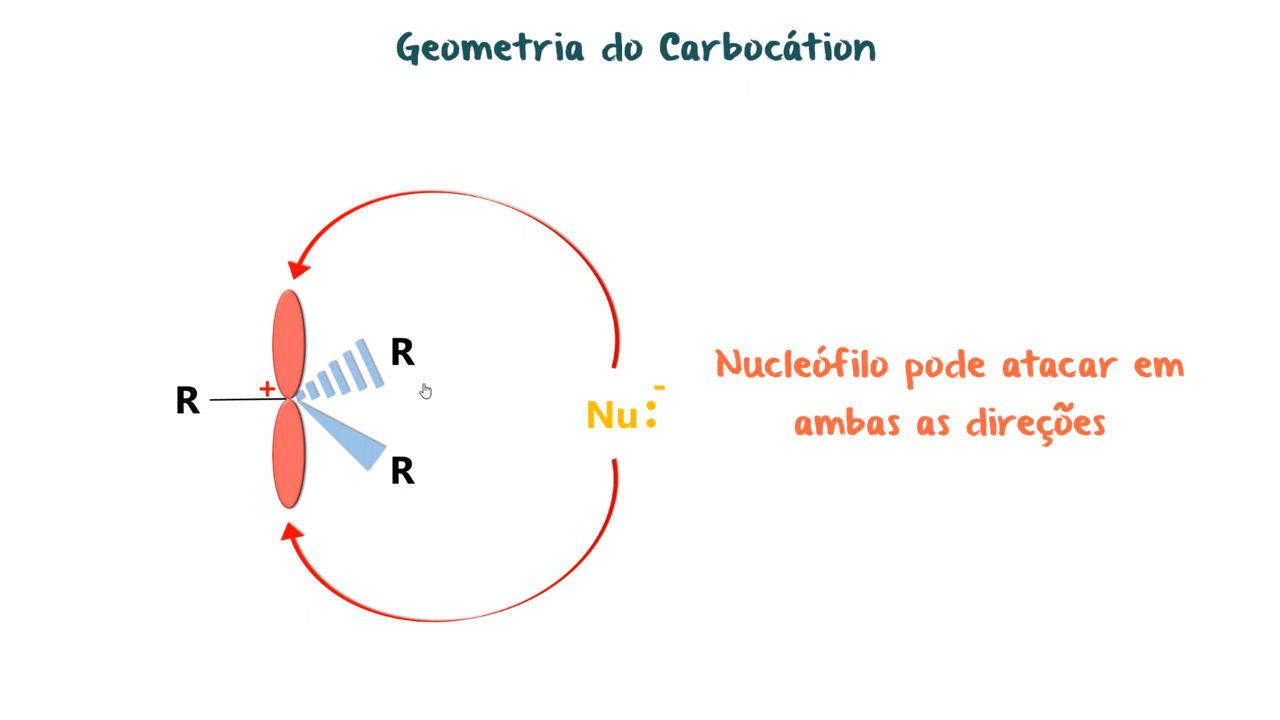 Geometria do Carbocátion
R
R
+
R
Nu:-
Nucleófilo pode atacar em
ambas as direções